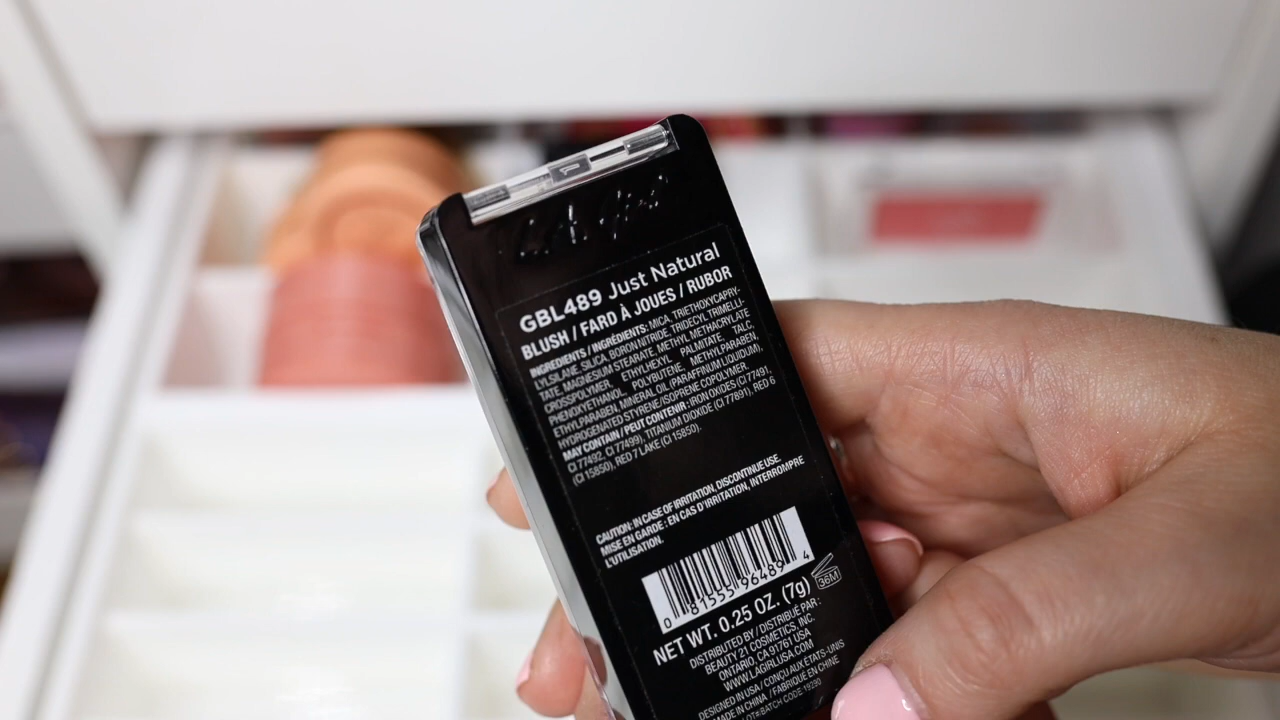 L.A. Girl
GBL489 Just Natural
BLUSH / FARD À JOUES / RUBOR
INGREDIENTS / INGRÉDIENTS: MICA, TRIETHOXYCAPRY-
LYLSILANE, SILICA, BORON NITRIDE, TRIDECYL TRIMELLI-
TATE, MAGNESIUM STEARATE, METHYL METHACRYLATE
CROSSPOLYMER, ETHYLHEXYL PALMITATE, TALC,
PHENOXYETHANOL, POLYBUTENE, METHYLPARABEN,
ETHYLPARABEN, MINERAL OIL (PARAFFINUM LIQUIDUM),
HYDROGENATED STYRENE/ISOPRENE COPOLYMER.
MAY CONTAIN / PEUT CONTENIR : IRON OXIDES (CI 77491,
CI 77492, CI 77499), TITANIUM DIOXIDE (CI 77891), RED 6
(CI 15850), RED 7 LAKE (CI 15850).
CAUTION: IN CASE OF IRRITATION, DISCONTINUE USE.
MISE EN GARDE : EN CAS D'IRRITATION, INTERROMPRE
L'UTILISATION.
0 81555 96489 4
36M
NET WT. 0.25 OZ. (7g)
DISTRIBUTED BY / DISTRIBUÉ PAR :
BEAUTY 21 COSMETICS, INC.
ONTARIO, CA 91761 USA
WWW.LAGIRLUSA.COM
DESIGNED IN USA / CONÇU AUX ÉTATS-UNIS
MADE IN CHINA / FABRIQUÉ EN CHINE
LOT#/BATCH CODE 19290